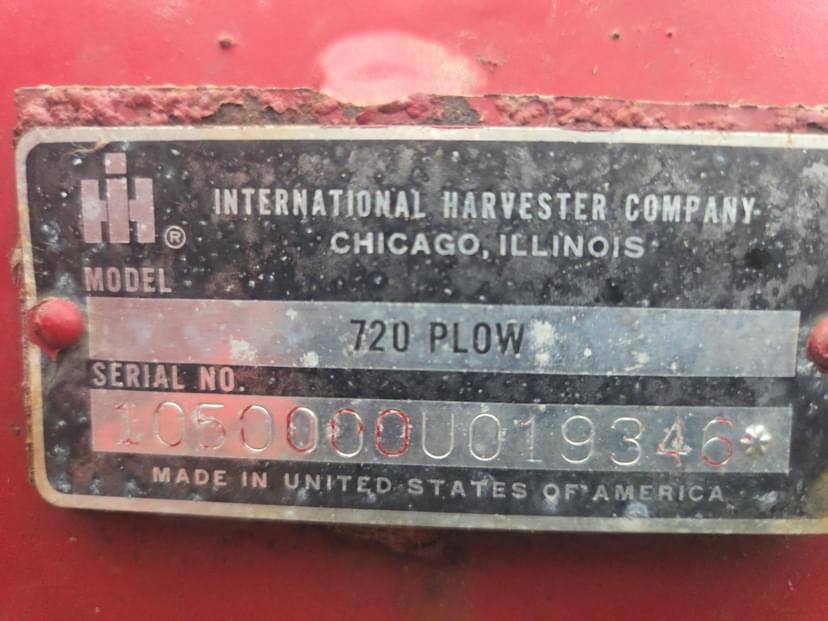 IH ®
INTERNATIONAL HARVESTER COMPANY
CHICAGO, ILLINOIS
MODEL
720 PLOW
SERIAL NO.
1050000U019346*
MADE IN UNITED STATES OF AMERICA